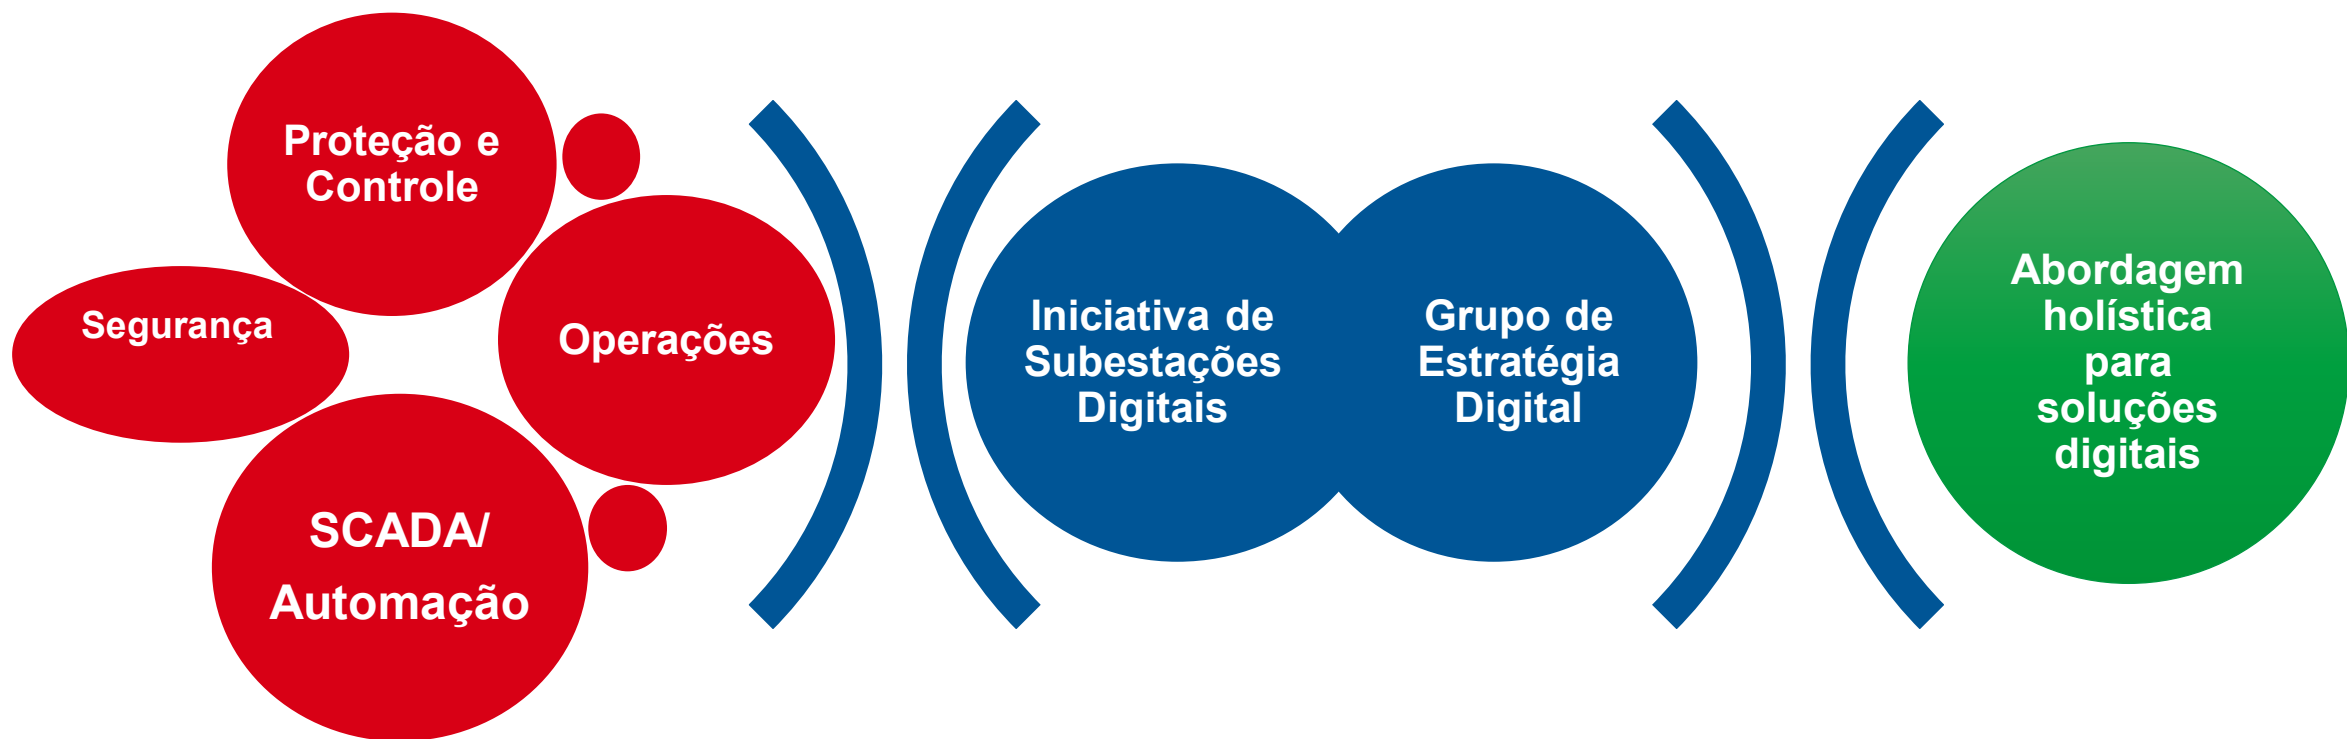 Proteção e
Controle
Segurança
Operações
SCADA/
Automação
Iniciativa de
Subestações
Digitais
Grupo de
Estratégia
Digital
Abordagem
holística
para
soluções
digitais